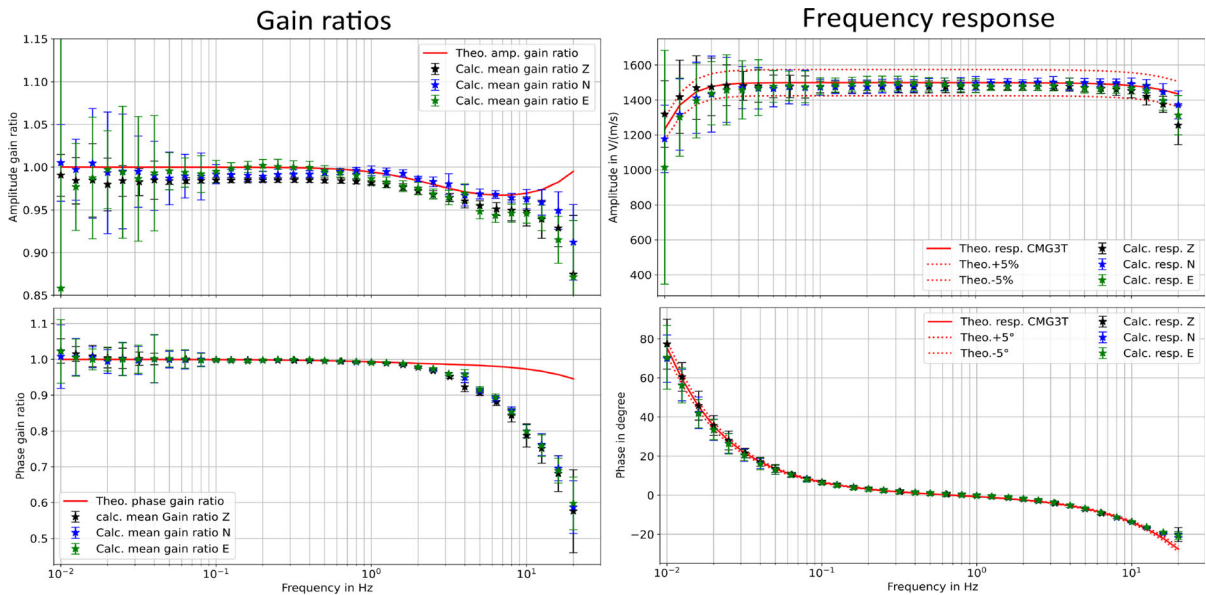 Gain ratios
1.15
1.10
1.05
1.00
0.95
0.90
0.85
Amplitude gain ratio
Theo. amp. gain ratio
Calc. mean gain ratio Z
Calc. mean gain ratio N
Calc. mean gain ratio E
1.1
1.0
0.9
0.8
0.7
0.6
0.5
Phase gain ratio
Theo. phase gain ratio
calc. mean Gain ratio Z
Calc. mean gain ratio N
Calc. mean gain ratio E
10⁻² 10⁻¹ 10⁰ 10¹
Frequency in Hz
Frequency response
1600
1400
1200
1000
800
600
400
Amplitude in V/(m/s)
Theo. resp. CMG3T
Theo.+5%
Theo.-5%
Calc. resp. Z
Calc. resp. N
Calc. resp. E
80
60
40
20
0
−20
Phase in degree
Theo. resp. CMG3T
Theo.+5°
Theo.-5°
Calc. resp. Z
Calc. resp. N
Calc. resp. E
10⁻² 10⁻¹ 10⁰ 10¹
Frequency in Hz